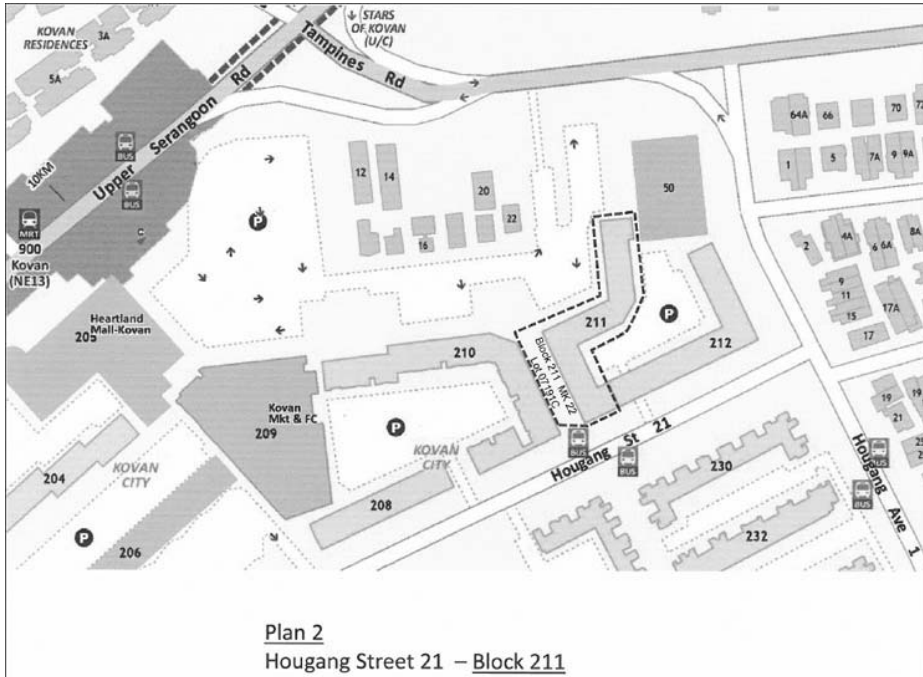 KOVAN
RESIDENCES
3A
5A
STARS
OF KOVAN
(U/C)
Tampines Rd
Upper Serangoon Rd
10KM
BUS
BUS
MRT
900
Kovan
(NE13)
C
P
12
14
16
20
22
50
64A
66
70
1
5
7A
9
9A
2
4A
6
6A
8A
9
11
15
17A
17
19
21
19
Heartland
Mall-Kovan
205
210
211
Block 211 MK 22
Lot 07191C
P
212
Kovan
Mkt & FC
209
P
KOVAN
CITY
BUS
Hougang St 21
BUS
230
232
BUS
BUS
Hougang Ave 1
204
KOVAN
CITY
P
206
208
Plan 2
Hougang Street 21 – Block 211